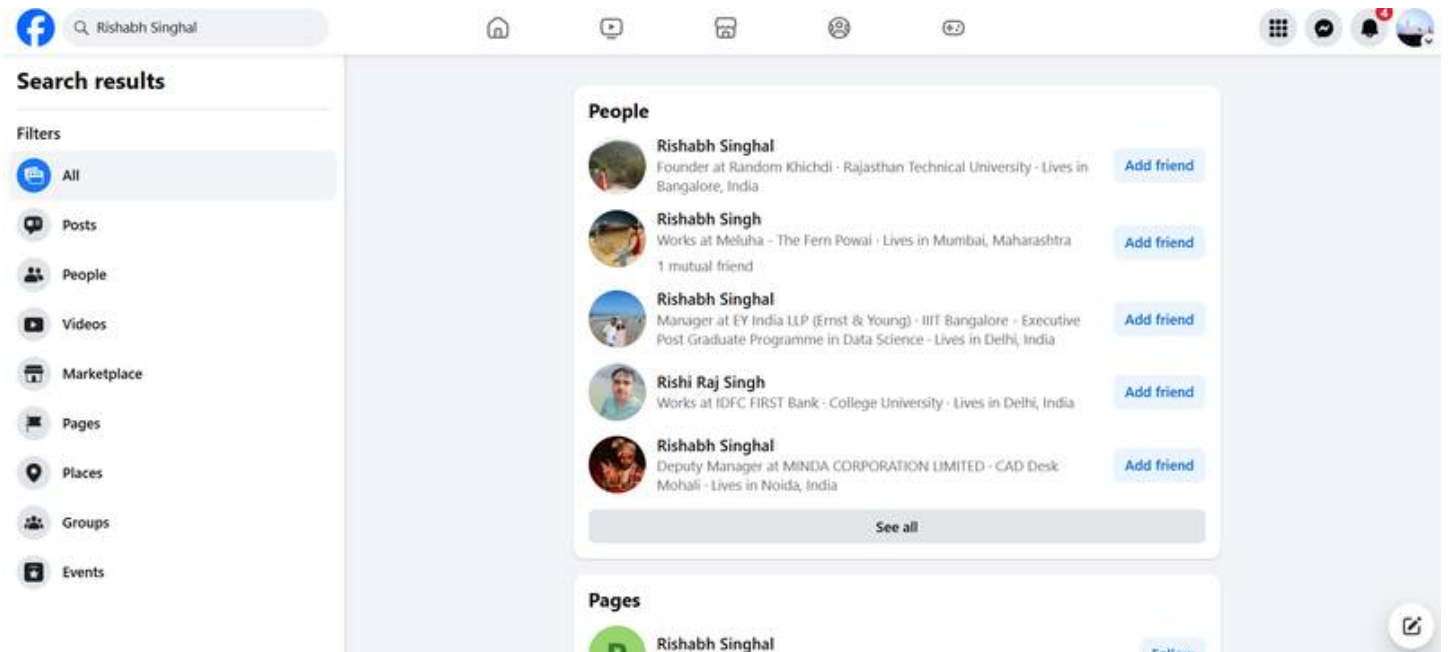 Rishabh Singhal
4
Search results
Filters
All
Posts
People
Videos
Marketplace
Pages
Places
Groups
Events
People
Rishabh Singhal
Founder at Random Khichdi · Rajasthan Technical University · Lives in
Bangalore, India
Add friend
Rishabh Singh
Works at Meluha - The Fern Powai · Lives in Mumbai, Maharashtra
1 mutual friend
Add friend
Rishabh Singhal
Manager at EY India LLP (Ernst & Young) · IIIT Bangalore - Executive
Post Graduate Programme in Data Science · Lives in Delhi, India
Add friend
Rishi Raj Singh
Works at IDFC FIRST Bank · College University · Lives in Delhi, India
Add friend
Rishabh Singhal
Deputy Manager at MINDA CORPORATION LIMITED · CAD Desk
Mohali · Lives in Noida, India
Add friend
See all
Pages
Rishabh Singhal